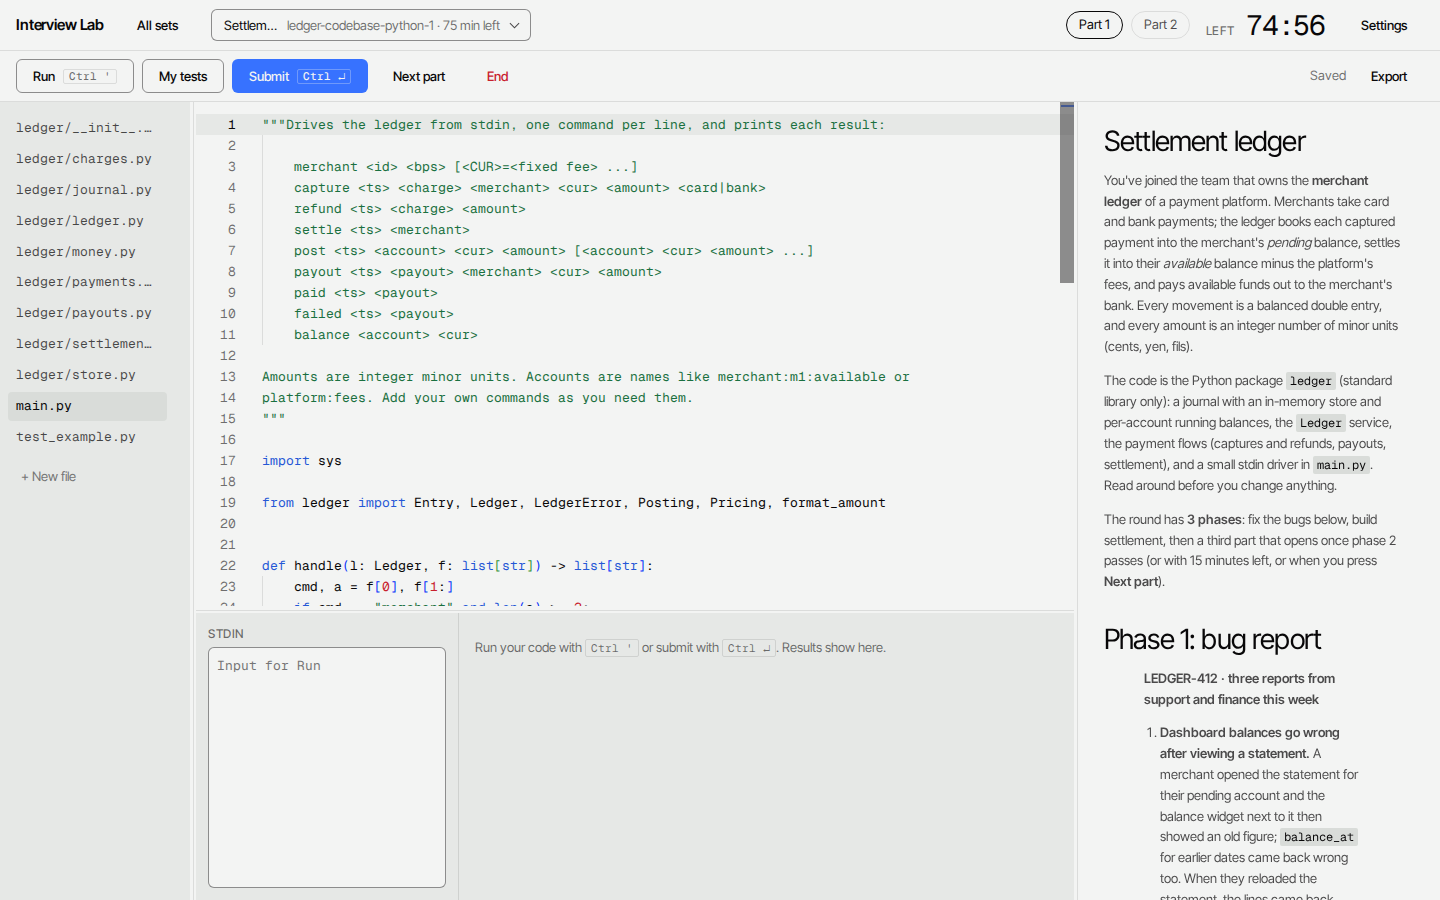 Interview Lab
All sets
Settlem... ledger-codebase-python-1 · 75 min left
Part 1
Part 2
LEFT 74:56
Settings
Run Ctrl '
My tests
Submit Ctrl ↵
Next part
End
Saved
Export
ledger/__init__.…
ledger/charges.py
ledger/journal.py
ledger/ledger.py
ledger/money.py
ledger/payments.…
ledger/payouts.py
ledger/settlemen…
ledger/store.py
main.py
test_example.py
+ New file
1 """Drives the ledger from stdin, one command per line, and prints each result:
2
3 merchant <id> <bps> [<CUR>=<fixed fee> ...]
4 capture <ts> <charge> <merchant> <cur> <amount> <card|bank>
5 refund <ts> <charge> <amount>
6 settle <ts> <merchant>
7 post <ts> <account> <cur> <amount> [<account> <cur> <amount> ...]
8 payout <ts> <payout> <merchant> <cur> <amount>
9 paid <ts> <payout>
10 failed <ts> <payout>
11 balance <account> <cur>
12
13 Amounts are integer minor units. Accounts are names like merchant:m1:available or
14 platform:fees. Add your own commands as you need them.
15 """
16
17 import sys
18
19 from ledger import Entry, Ledger, LedgerError, Posting, Pricing, format_amount
20
21
22 def handle(l: Ledger, f: list[str]) -> list[str]:
23 cmd, a = f[0], f[1:]
STDIN
Input for Run
Run your code with Ctrl ' or submit with Ctrl ↵. Results show here.
Settlement ledger
You've joined the team that owns the merchant
ledger of a payment platform. Merchants take card
and bank payments; the ledger books each captured
payment into the merchant's pending balance, settles
it into their available balance minus the platform's
fees, and pays available funds out to the merchant's
bank. Every movement is a balanced double entry,
and every amount is an integer number of minor units
(cents, yen, fils).
The code is the Python package ledger (standard
library only): a journal with an in-memory store and
per-account running balances, the Ledger service,
the payment flows (captures and refunds, payouts,
settlement), and a small stdin driver in main.py.
Read around before you change anything.
The round has 3 phases: fix the bugs below, build
settlement, then a third part that opens once phase 2
passes (or with 15 minutes left, or when you press
Next part).
Phase 1: bug report
LEDGER-412 · three reports from
support and finance this week
1. Dashboard balances go wrong
after viewing a statement. A
merchant opened the statement for
their pending account and the
balance widget next to it then
showed an old figure; balance_at
for earlier dates came back wrong
too. When they reloaded the
statement, the lines came back